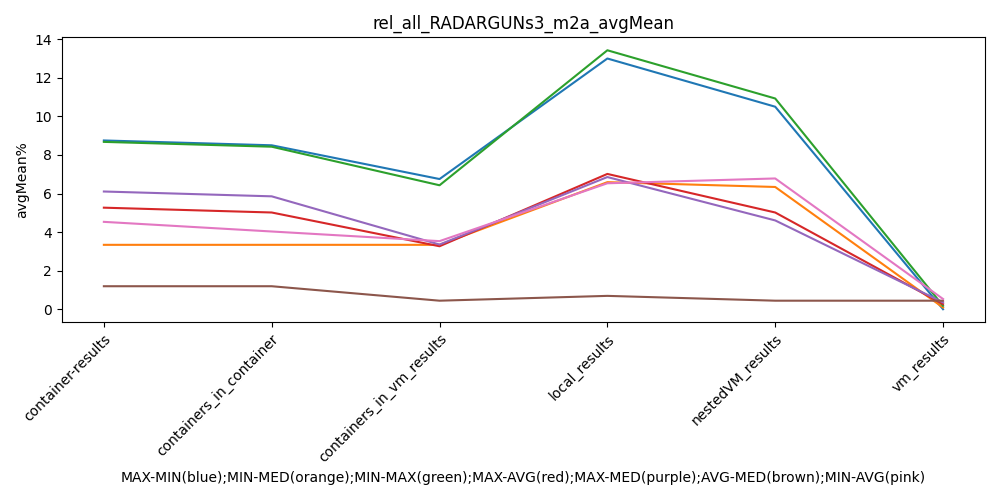 rel_all_RADARGUNs3_m2a_avgMean
avgMean%
14
12
10
8
6
4
2
0
container-results
containers_in_container
containers_in_vm_results
local_results
nestedVM_results
vm_results
MAX-MIN(blue);MIN-MED(orange);MIN-MAX(green);MAX-AVG(red);MAX-MED(purple);AVG-MED(brown);MIN-AVG(pink)